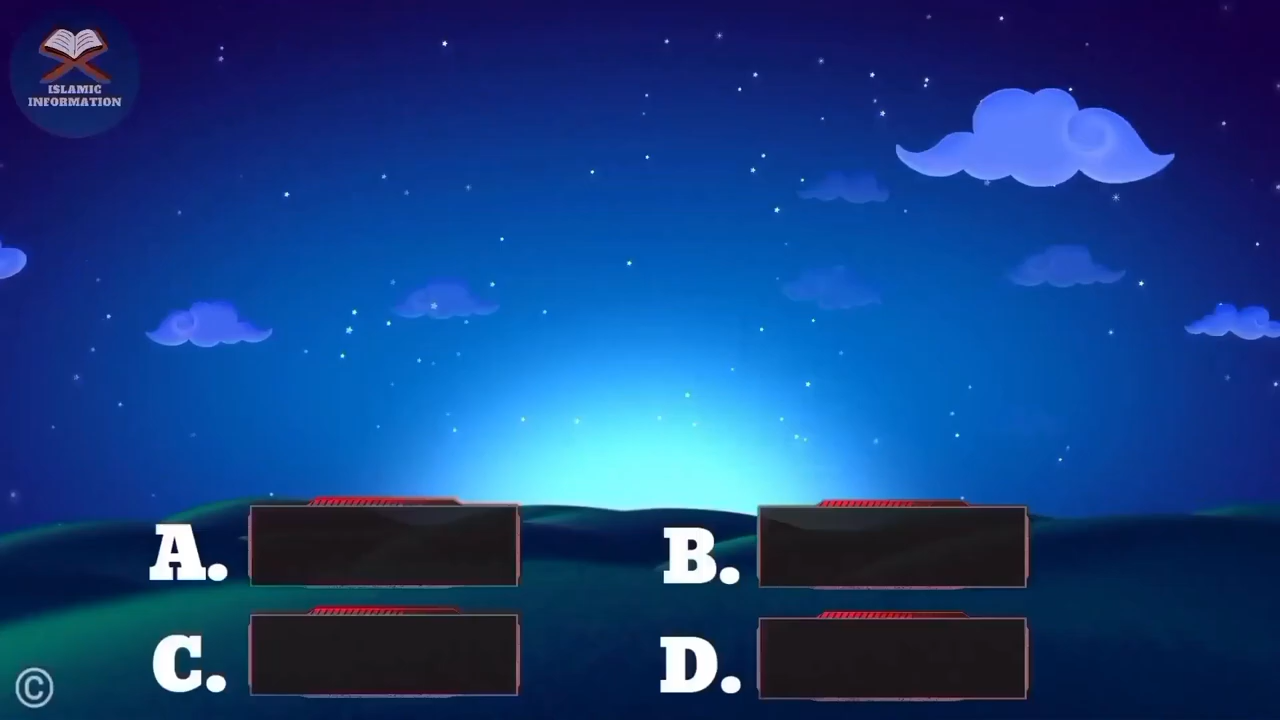 ISLAMIC
INFORMATION
A.
B.
C.
D.
©